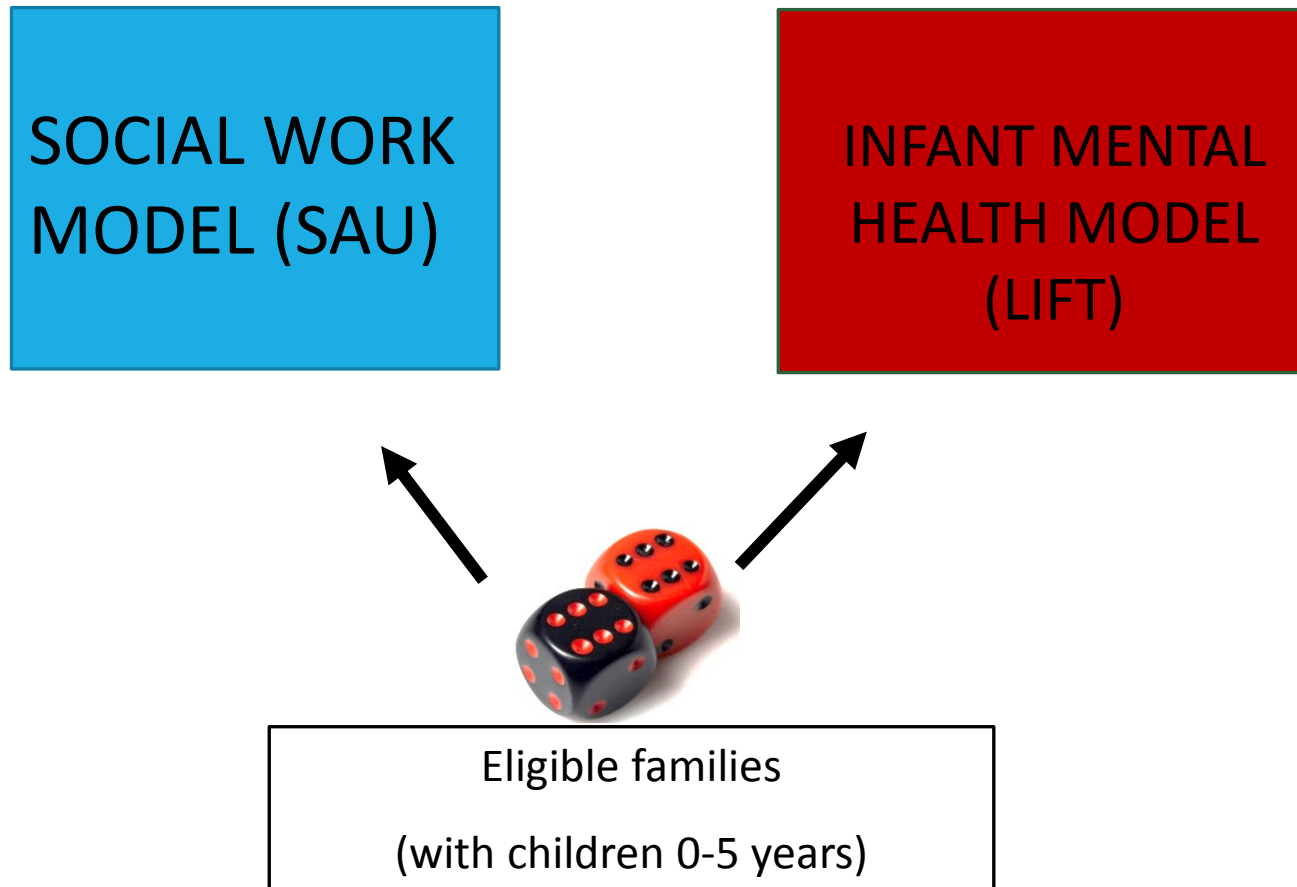 SOCIAL WORK
MODEL (SAU)
INFANT MENTAL
HEALTH MODEL
(LIFT)
Eligible families
(with children 0-5 years)